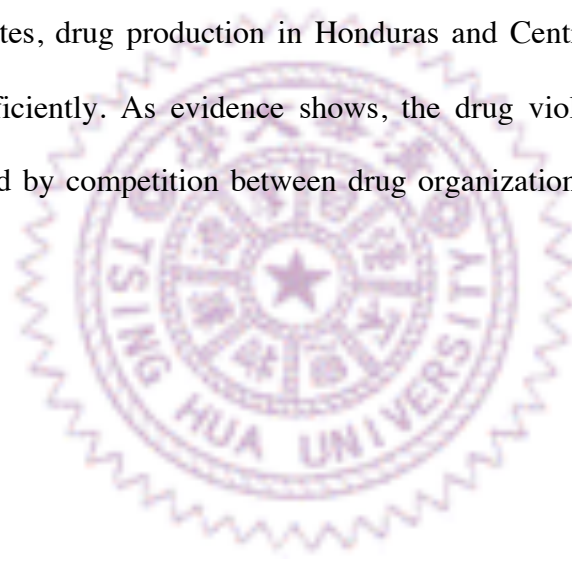 tes, drug production in Honduras and Cent
ficiently. As evidence shows, the drug viol
d by competition between drug organization
TSING HUA UNIVERSITY